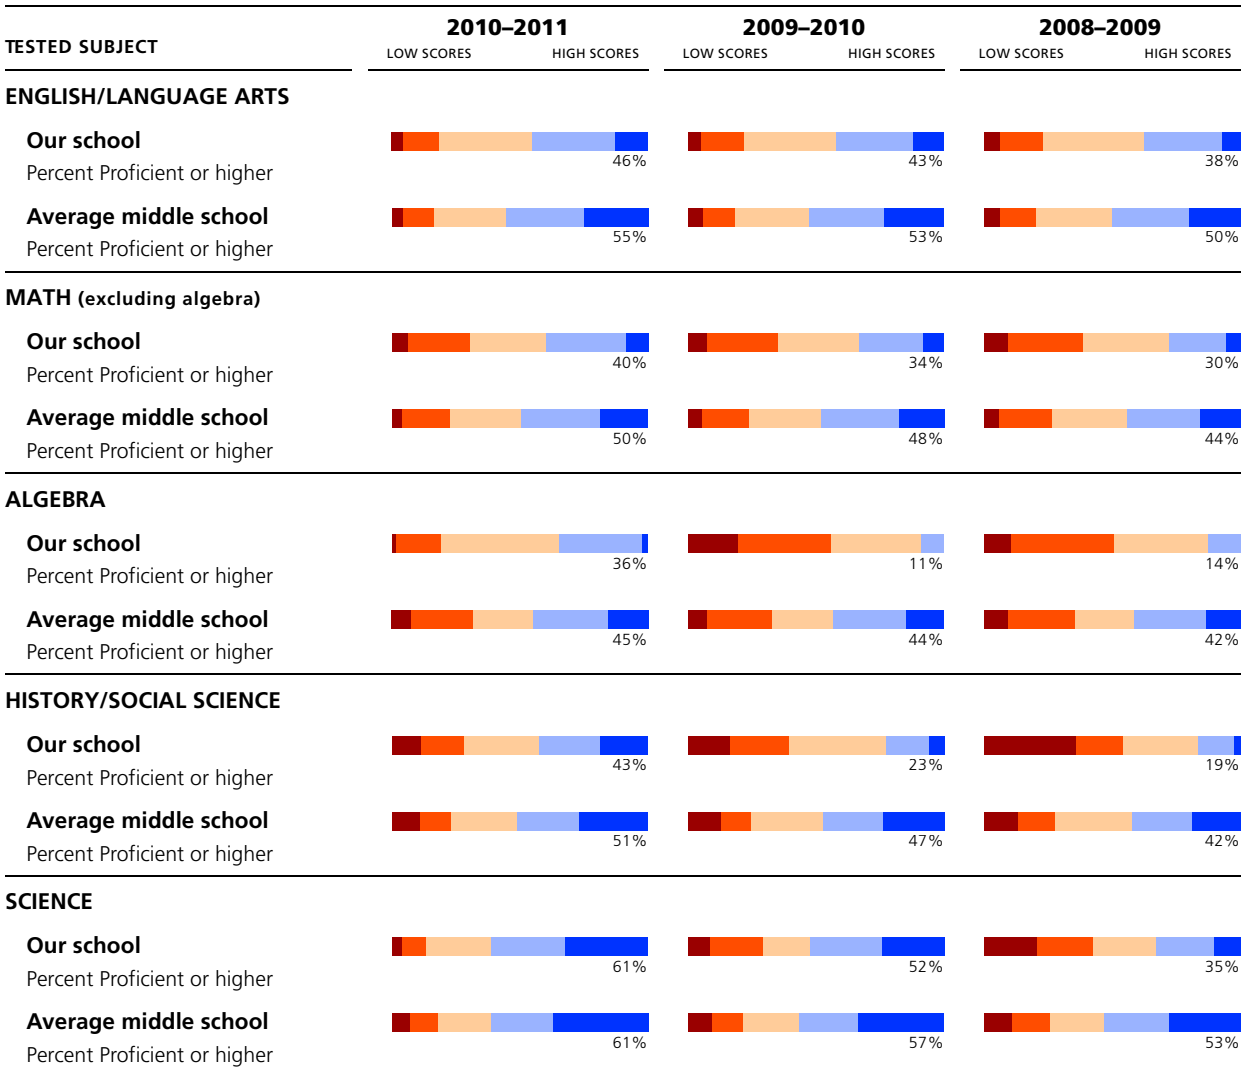 2010–2011 2009–2010 2008–2009
TESTED SUBJECT LOW SCORES HIGH SCORES LOW SCORES HIGH SCORES LOW SCORES HIGH SCORES
ENGLISH/LANGUAGE ARTS
Our school
46% 43% 38%
Percent Proficient or higher
Average middle school
55% 53% 50%
Percent Proficient or higher
MATH (excluding algebra)
Our school
40% 34% 30%
Percent Proficient or higher
Average middle school
50% 48% 44%
Percent Proficient or higher
ALGEBRA
Our school
36% 11% 14%
Percent Proficient or higher
Average middle school
45% 44% 42%
Percent Proficient or higher
HISTORY/SOCIAL SCIENCE
Our school
43% 23% 19%
Percent Proficient or higher
Average middle school
51% 47% 42%
Percent Proficient or higher
SCIENCE
Our school
61% 52% 35%
Percent Proficient or higher
Average middle school
61% 57% 53%
Percent Proficient or higher